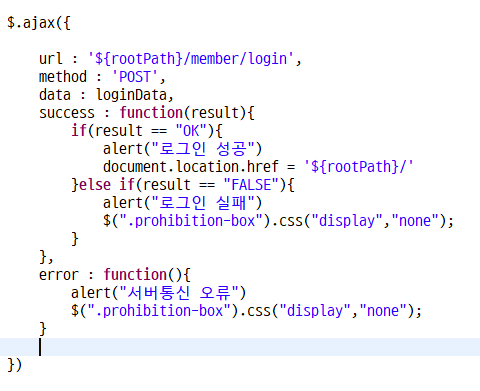 $.ajax({
url : '${rootPath}/member/login',
method : 'POST',
data : loginData,
success : function(result){
if(result == "OK"){
alert("로그인 성공")
document.location.href = '${rootPath}/'
}else if(result == "FALSE"){
alert("로그인 실패")
$(".prohibition-box").css("display","none");
}
},
error : function(){
alert("서버통신 오류")
$(".prohibition-box").css("display","none");
}
})